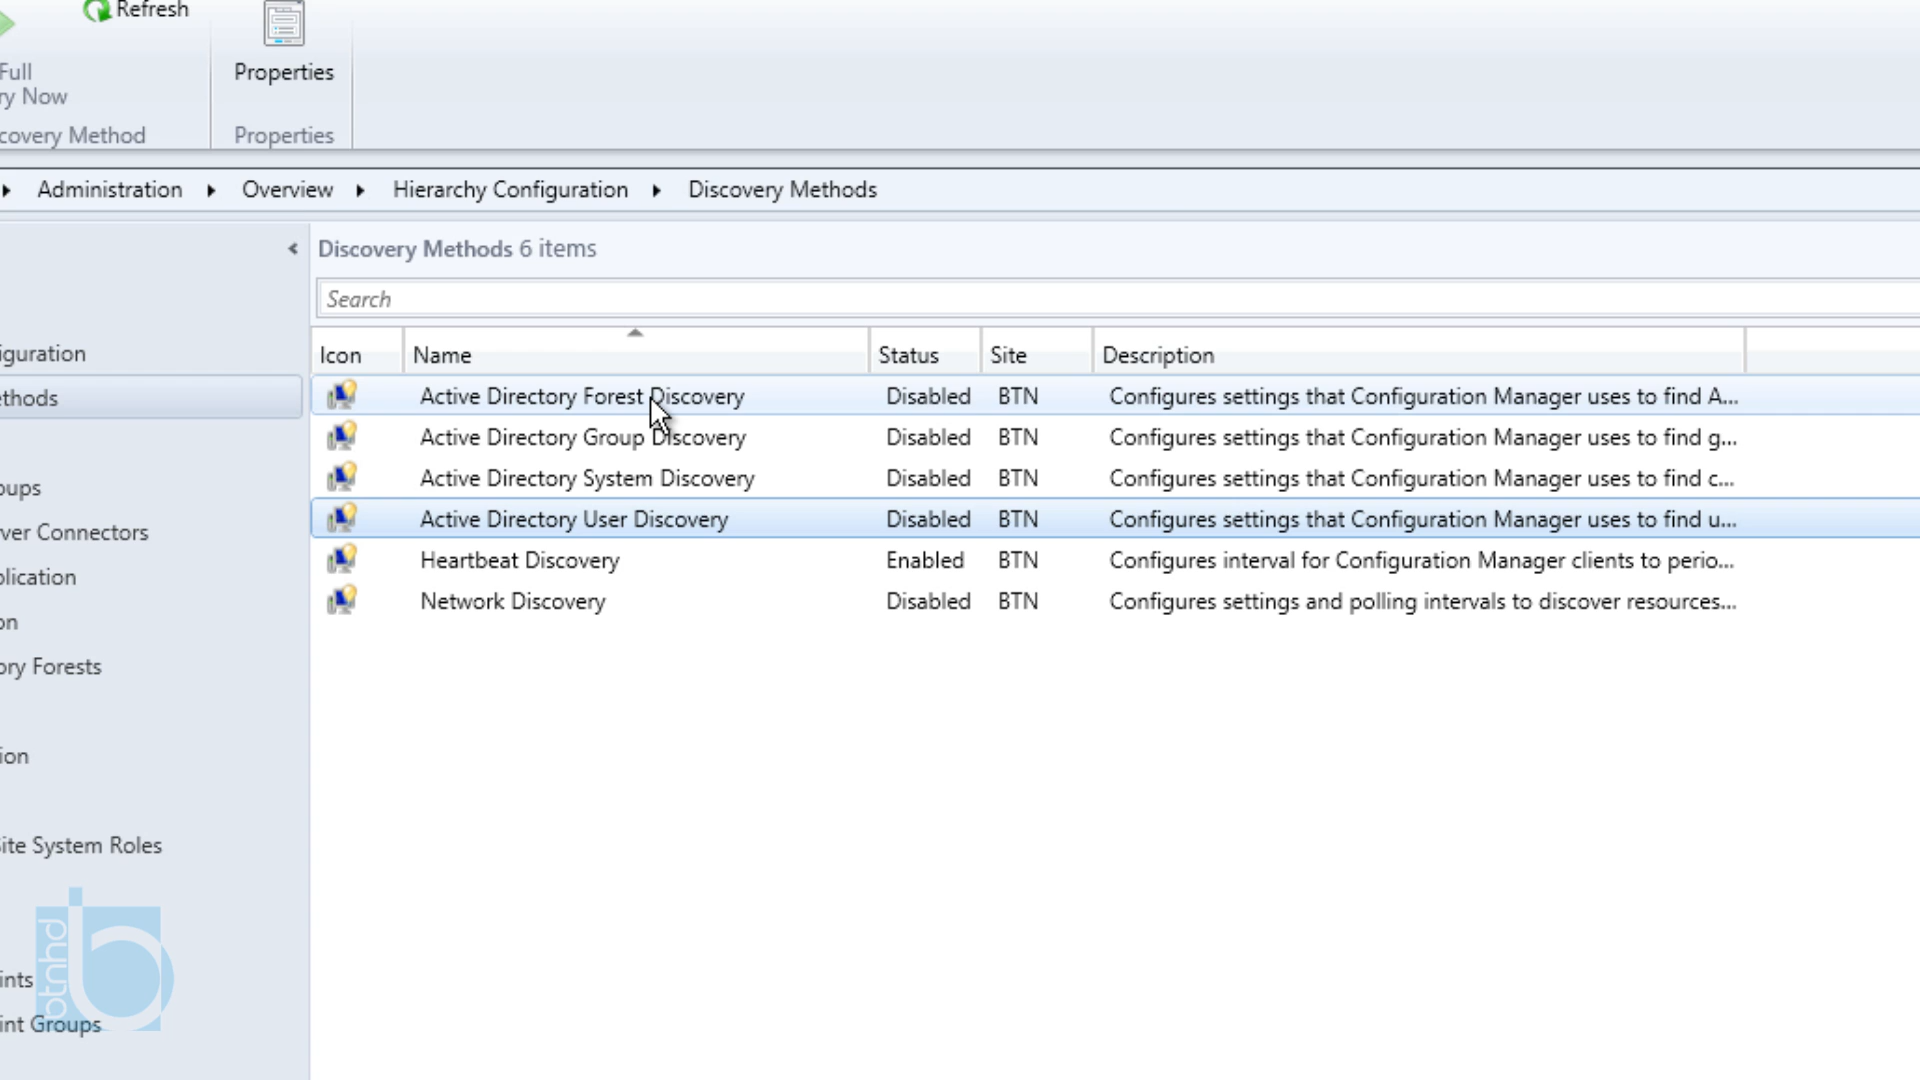 Refresh
Full
ry Now
Properties
covery Method
Properties
Administration
Overview
Hierarchy Configuration
Discovery Methods
Discovery Methods 6 items
Search
Icon Name Status Site Description
Active Directory Forest Discovery Disabled BTN Configures settings that Configuration Manager uses to find A...
Active Directory Group Discovery Disabled BTN Configures settings that Configuration Manager uses to find g...
Active Directory System Discovery Disabled BTN Configures settings that Configuration Manager uses to find c...
Active Directory User Discovery Disabled BTN Configures settings that Configuration Manager uses to find u...
Heartbeat Discovery Enabled BTN Configures interval for Configuration Manager clients to perio...
Network Discovery Disabled BTN Configures settings and polling intervals to discover resources...
iguration
ethods
oups
ver Connectors
plication
on
ory Forests
ion
Site System Roles
ints
int Groups
btnhd